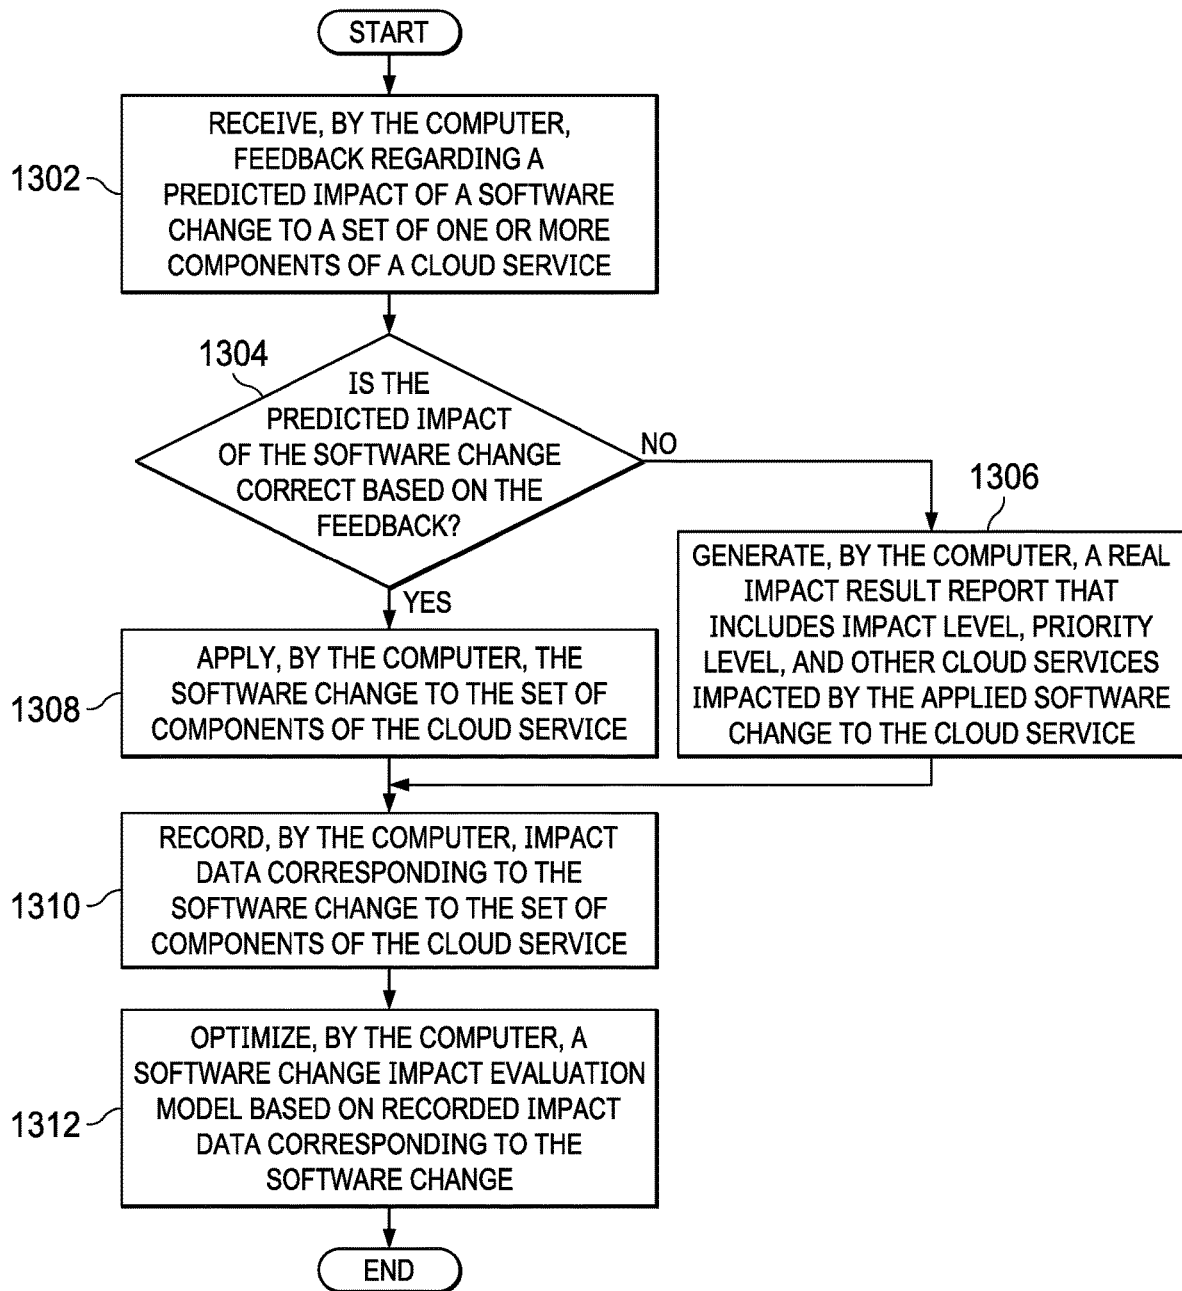 START
RECEIVE, BY THE COMPUTER,
FEEDBACK REGARDING A
PREDICTED IMPACT OF A SOFTWARE
CHANGE TO A SET OF ONE OR MORE
COMPONENTS OF A CLOUD SERVICE
1302
1304
IS THE
PREDICTED IMPACT
OF THE SOFTWARE CHANGE
CORRECT BASED ON THE
FEEDBACK?
NO
YES
1306
GENERATE, BY THE COMPUTER, A REAL
IMPACT RESULT REPORT THAT
INCLUDES IMPACT LEVEL, PRIORITY
LEVEL, AND OTHER CLOUD SERVICES
IMPACTED BY THE APPLIED SOFTWARE
CHANGE TO THE CLOUD SERVICE
APPLY, BY THE COMPUTER, THE
SOFTWARE CHANGE TO THE SET OF
COMPONENTS OF THE CLOUD SERVICE
1308
RECORD, BY THE COMPUTER, IMPACT
DATA CORRESPONDING TO THE
SOFTWARE CHANGE TO THE SET OF
COMPONENTS OF THE CLOUD SERVICE
1310
OPTIMIZE, BY THE COMPUTER, A
SOFTWARE CHANGE IMPACT EVALUATION
MODEL BASED ON RECORDED IMPACT
DATA CORRESPONDING TO THE
SOFTWARE CHANGE
1312
END